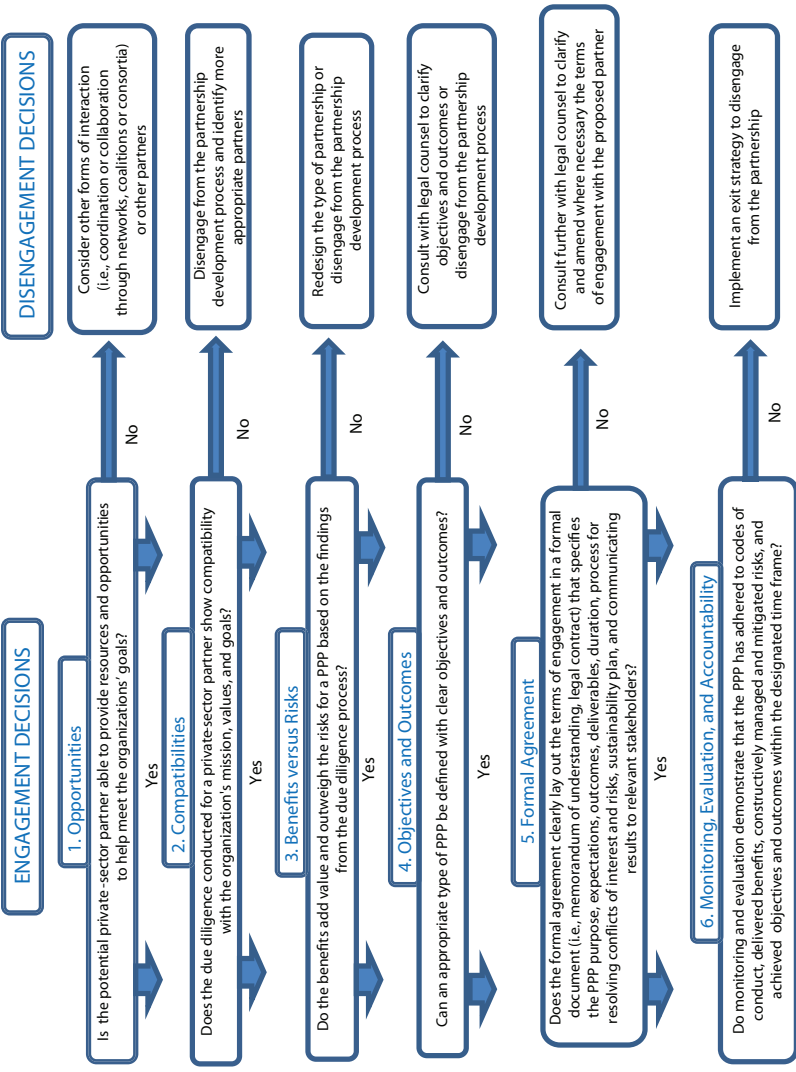 ENGAGEMENT DECISIONS
DISENGAGEMENT DECISIONS
1. Opportunities
Is the potential private-sector partner able to provide resources and opportunities
to help meet the organizations' goals?
Yes
No
Consider other forms of interaction
(i.e., coordination or collaboration
through networks, coalitions or consortia)
or other partners
2. Compatibilities
Does the due diligence conducted for a private-sector partner show compatibility
with the organization's mission, values, and goals?
Yes
No
Disengage from the partnership
development process and identify more
appropriate partners
3. Benefits versus Risks
Do the benefits add value and outweigh the risks for a PPP based on the findings
from the due diligence process?
Yes
No
Redesign the type of partnership or
disengage from the partnership
development process
4. Objectives and Outcomes
Can an appropriate type of PPP be defined with clear objectives and outcomes?
Yes
No
Consult with legal counsel to clarify
objectives and outcomes or
disengage from the partnership
development process
5. Formal Agreement
Does the formal agreement clearly lay out the terms of engagement in a formal
document (i.e., memorandum of understanding, legal contract) that specifies
the PPP purpose, expectations, outcomes, deliverables, duration, process for
resolving conflicts of interest and risks, sustainability plan, and communicating
results to relevant stakeholders?
Yes
No
Consult further with legal counsel to clarify
and amend where necessary the terms
of engagement with the proposed partner
6. Monitoring, Evaluation, and Accountability
Do monitoring and evaluation demonstrate that the PPP has adhered to codes of
conduct, delivered benefits, constructively managed and mitigated risks, and
achieved objectives and outcomes within the designated time frame?
No
Implement an exit strategy to disengage
from the partnership